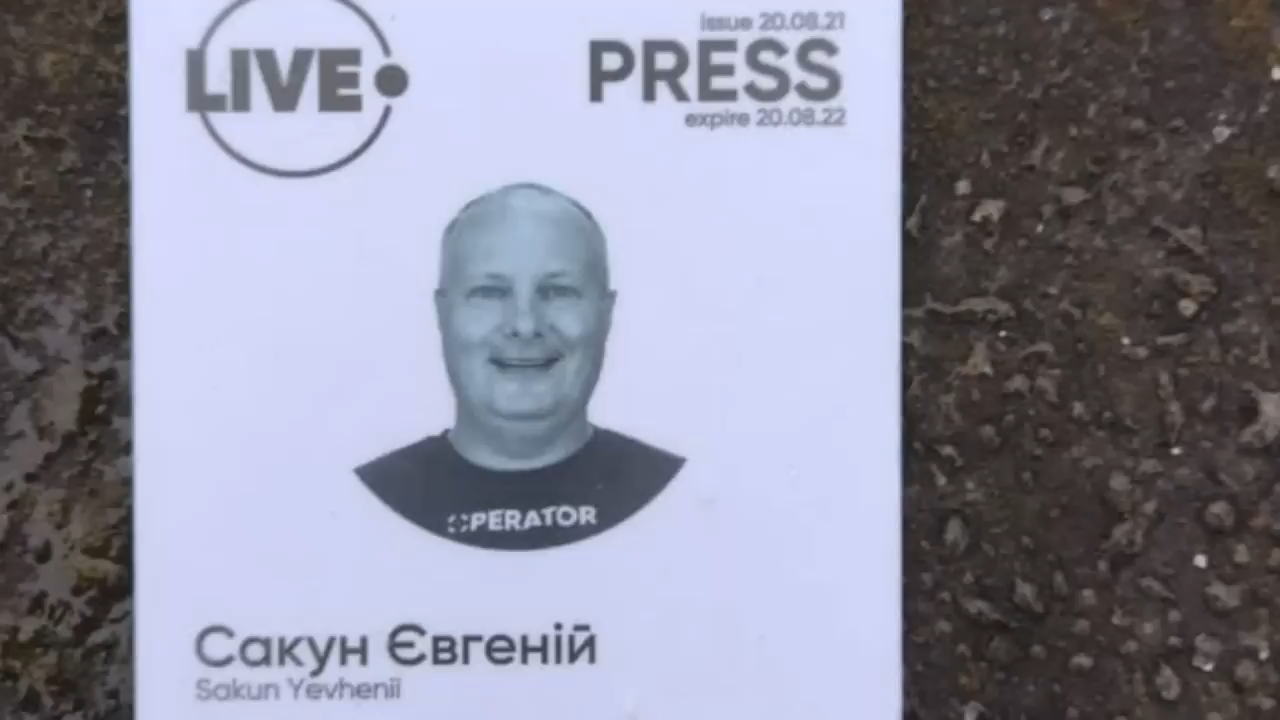 LIVE
issue 20.08.21
PRESS
expire 20.08.22
OPERATOR
Сакун Євгеній
Sakun Yevhenii